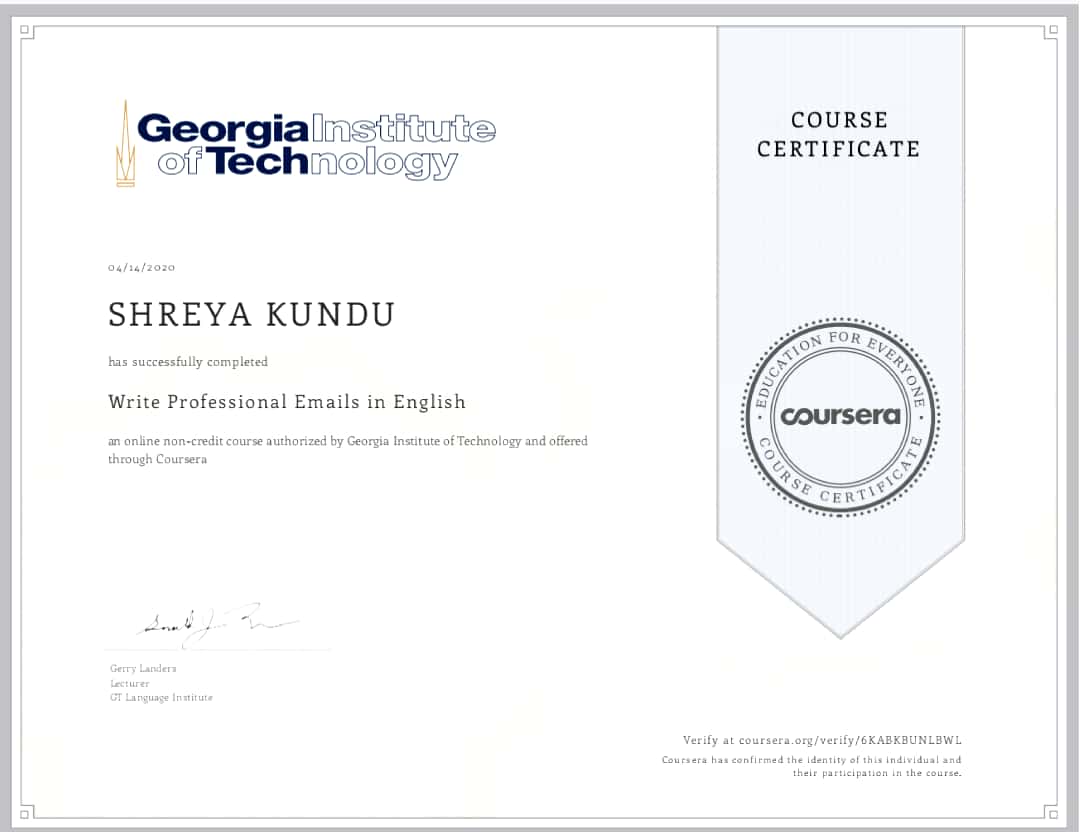 Georgia Institute
of Technology
COURSE
CERTIFICATE
04/14/2020
SHREYA KUNDU
has successfully completed
Write Professional Emails in English
an online non-credit course authorized by Georgia Institute of Technology and offered
through Coursera
EDUCATION FOR EVERYONE
coursera
COURSE CERTIFICATE
Gerry Landers
Lecturer
GT Language Institute
Verify at coursera.org/verify/6KABKBUNLBWL
Coursera has confirmed the identity of this individual and
their participation in the course.